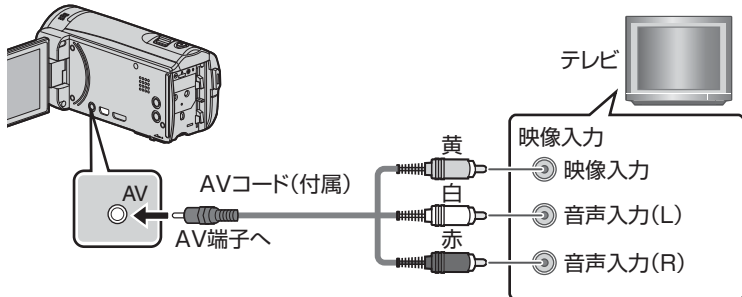 テレビ
映像入力
黄
映像入力
AVコード(付属)
AV
白
音声入力(L)
AV端子へ
赤
音声入力(R)